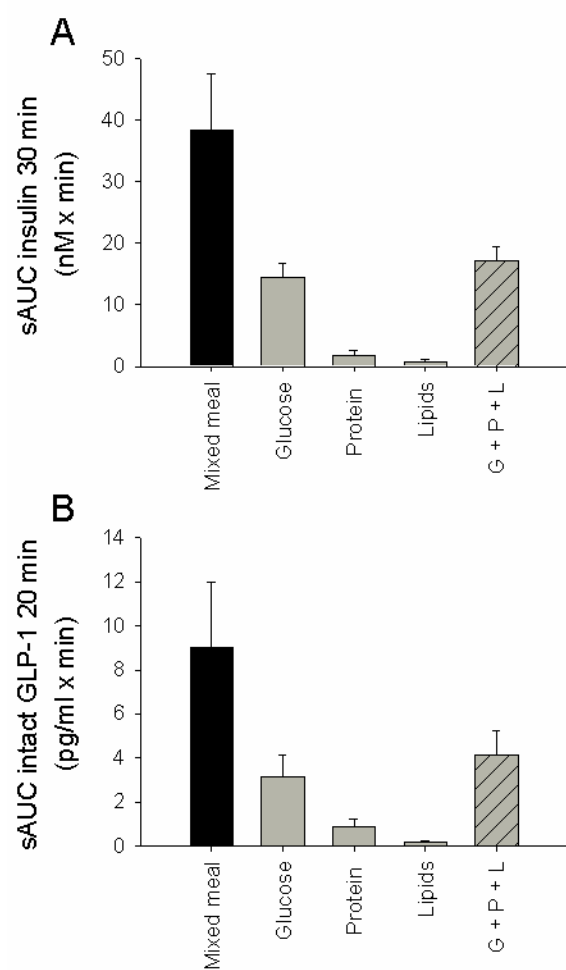 A
sAUC insulin 30 min
(nM x min)
50
40
30
20
10
0
Mixed meal
Glucose
Protein
Lipids
G + P + L
B
sAUC intact GLP-1 20 min
(pg/ml x min)
14
12
10
8
6
4
2
0
Mixed meal
Glucose
Protein
Lipids
G + P + L